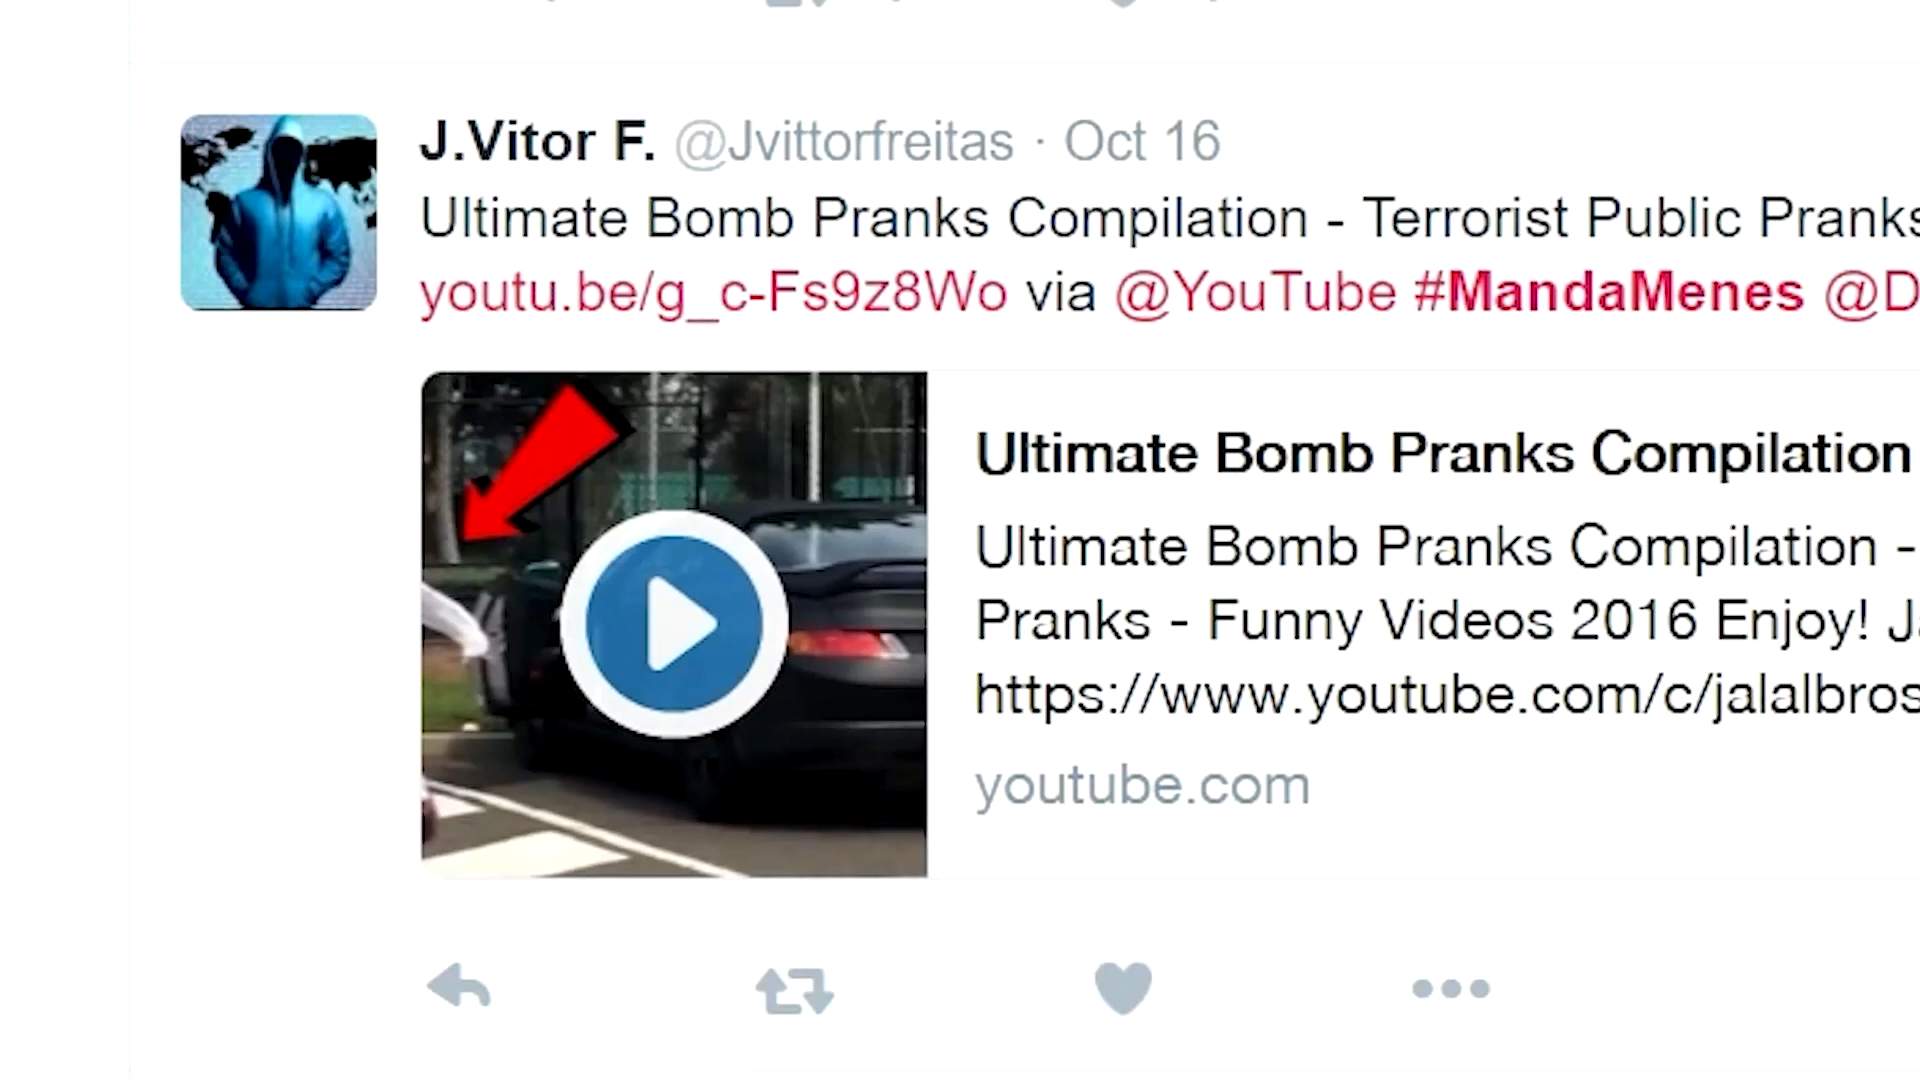 J.Vitor F. @Jvittorfreitas · Oct 16
Ultimate Bomb Pranks Compilation - Terrorist Public Pranks
youtu.be/g_c-Fs9z8Wo via @YouTube #MandaMenes @D
Ultimate Bomb Pranks Compilation
Ultimate Bomb Pranks Compilation -
Pranks - Funny Videos 2016 Enjoy! Ja
https://www.youtube.com/c/jalalbros
youtube.com